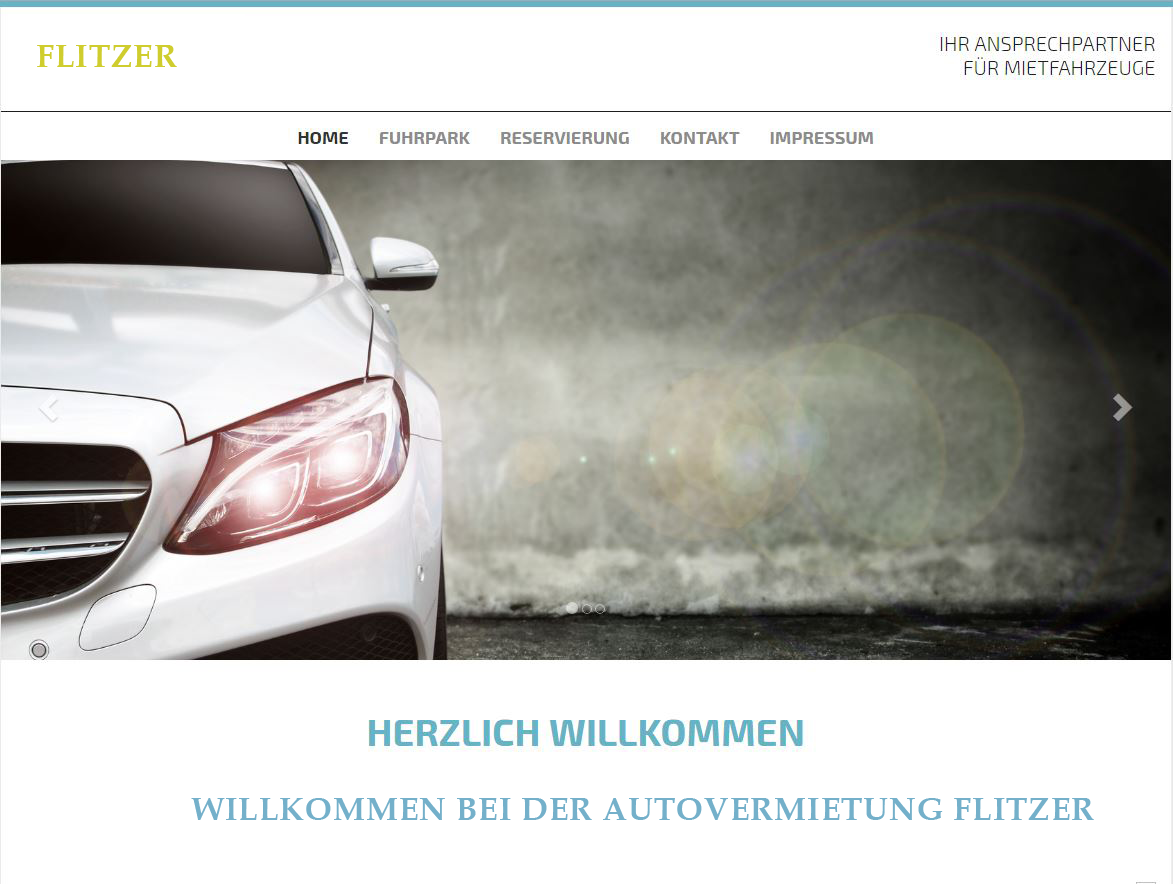 FLITZER
IHR ANSPRECHPARTNER
FÜR MIETFAHRZEUGE
HOME FUHRPARK RESERVIERUNG KONTAKT IMPRESSUM
HERZLICH WILLKOMMEN
WILLKOMMEN BEI DER AUTOVERMIETUNG FLITZER